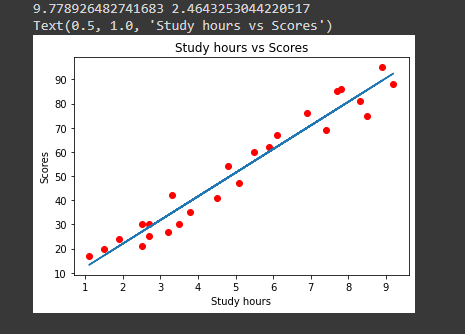 9.778926482741683 2.4643253044220517
Text(0.5, 1.0, 'Study hours vs Scores')
Study hours vs Scores
Scores
90
80
70
60
50
40
30
20
10
1 2 3 4 5 6 7 8 9
Study hours